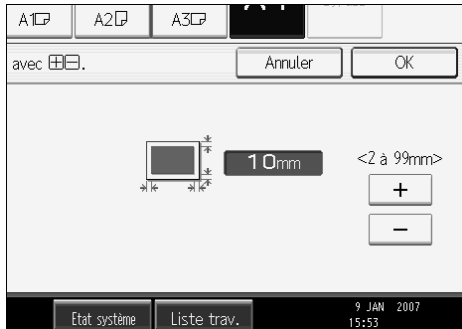 A1 A2 A3
avec ⊞⊟.
Annuler OK
10mm
<2 à 99mm>
+
−
Etat système Liste trav.
9 JAN 2007
15:53